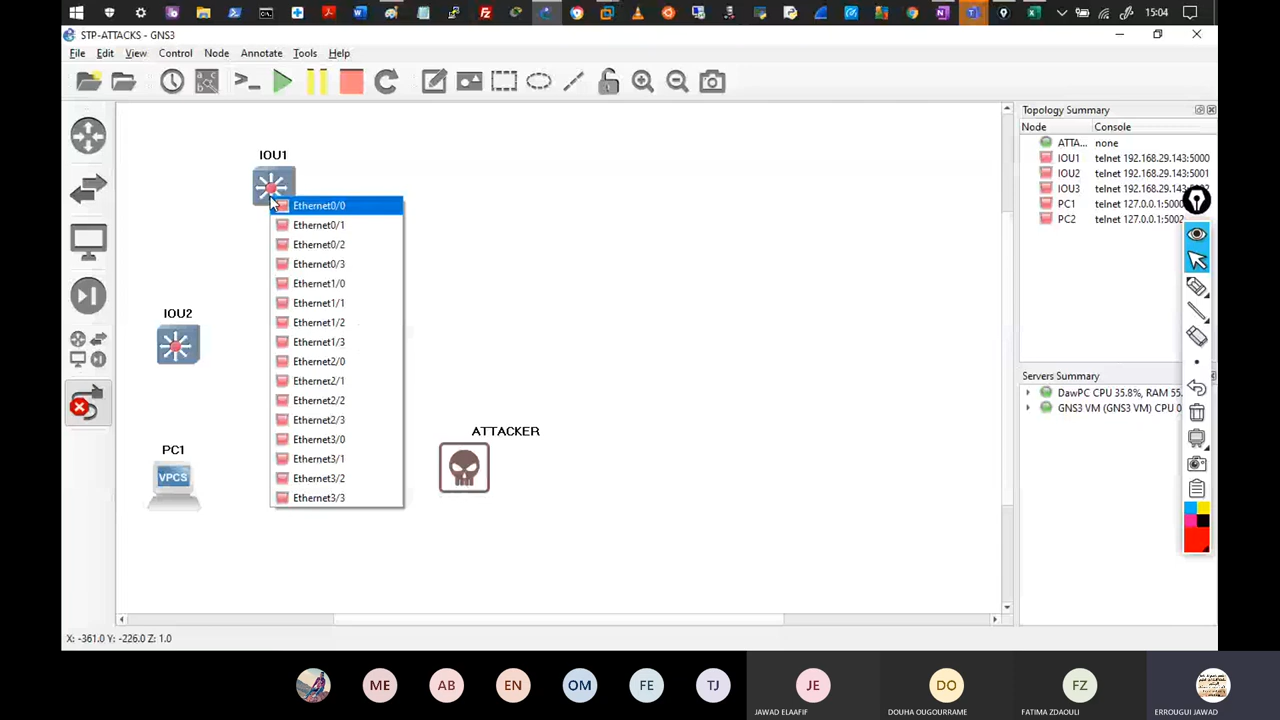 15:04
STP-ATTACKS - GNS3
File Edit View Control Node Annotate Tools Help
Topology Summary
Node Console
ATTA... none
IOU1 telnet 192.168.29.143:5000
IOU2 telnet 192.168.29.143:5001
IOU3 telnet 192.168.29.143:5002
PC1 telnet 127.0.0.1:5000
PC2 telnet 127.0.0.1:5002
IOU1
Ethernet0/0
Ethernet0/1
Ethernet0/2
Ethernet0/3
Ethernet1/0
Ethernet1/1
Ethernet1/2
Ethernet1/3
Ethernet2/0
Ethernet2/1
Ethernet2/2
Ethernet2/3
Ethernet3/0
Ethernet3/1
Ethernet3/2
Ethernet3/3
IOU2
PC1
VPCS
ATTACKER
Servers Summary
DawPC CPU 35.8%, RAM 55.
GNS3 VM (GNS3 VM) CPU 0
X: -361.0 Y: -226.0 Z: 1.0
ME AB EN OM FE TJ JE DO FZ
JAWAD ELAAFIF DOUHA OUGOURRAME FATIMA ZDAOULI ERROUGUI JAWAD